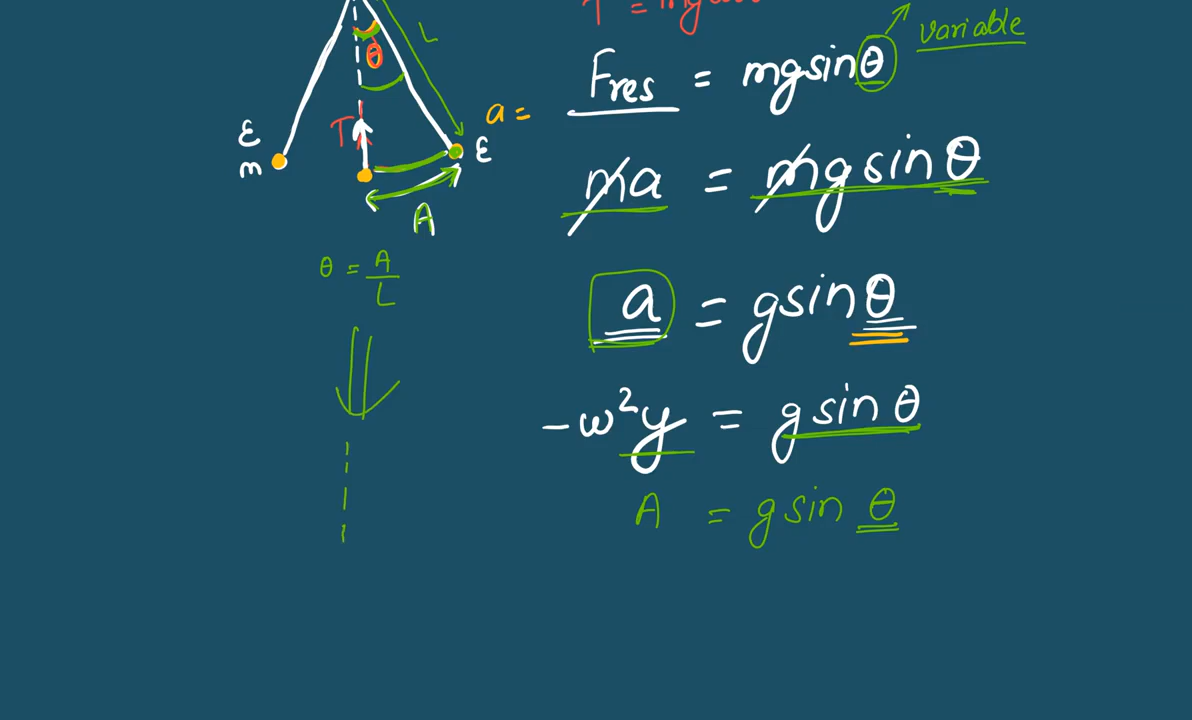 variable
L
θ
Fres = mgsinθ
a =
T
ε
m
ε
ma = mgsinθ
A
θ = A/L
a = gsinθ
-ω²y = gsinθ
A = gsinθ